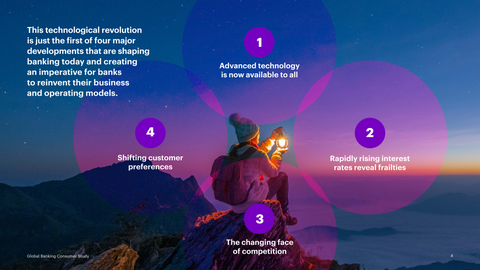 This technological revolution
is just the first of four major
developments that are shaping
banking today and creating
an imperative for banks
to reinvent their business
and operating models.
1
Advanced technology
is now available to all
2
Rapidly rising interest
rates reveal frailties
3
The changing face
of competition
4
Shifting customer
preferences
Global Banking Consumer Study